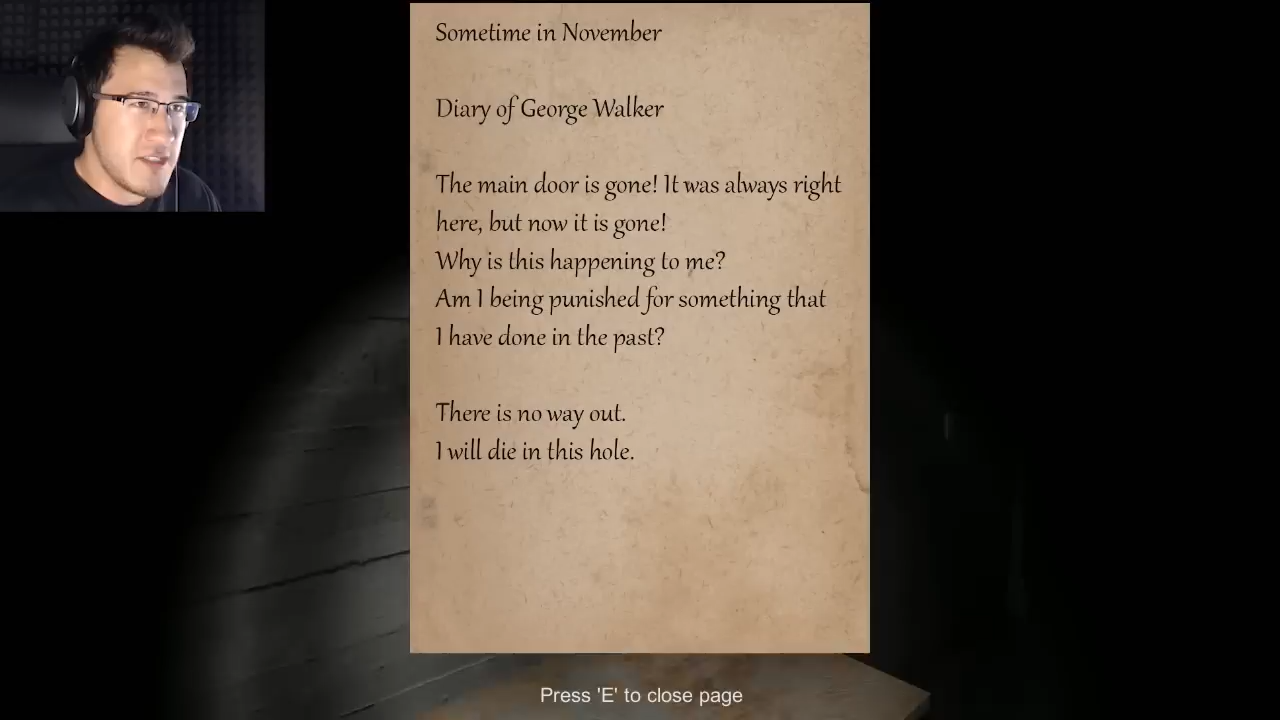 Sometime in November
Diary of George Walker
The main door is gone! It was always right
here, but now it is gone!
Why is this happening to me?
Am I being punished for something that
I have done in the past?
There is no way out.
I will die in this hole.
Press 'E' to close page